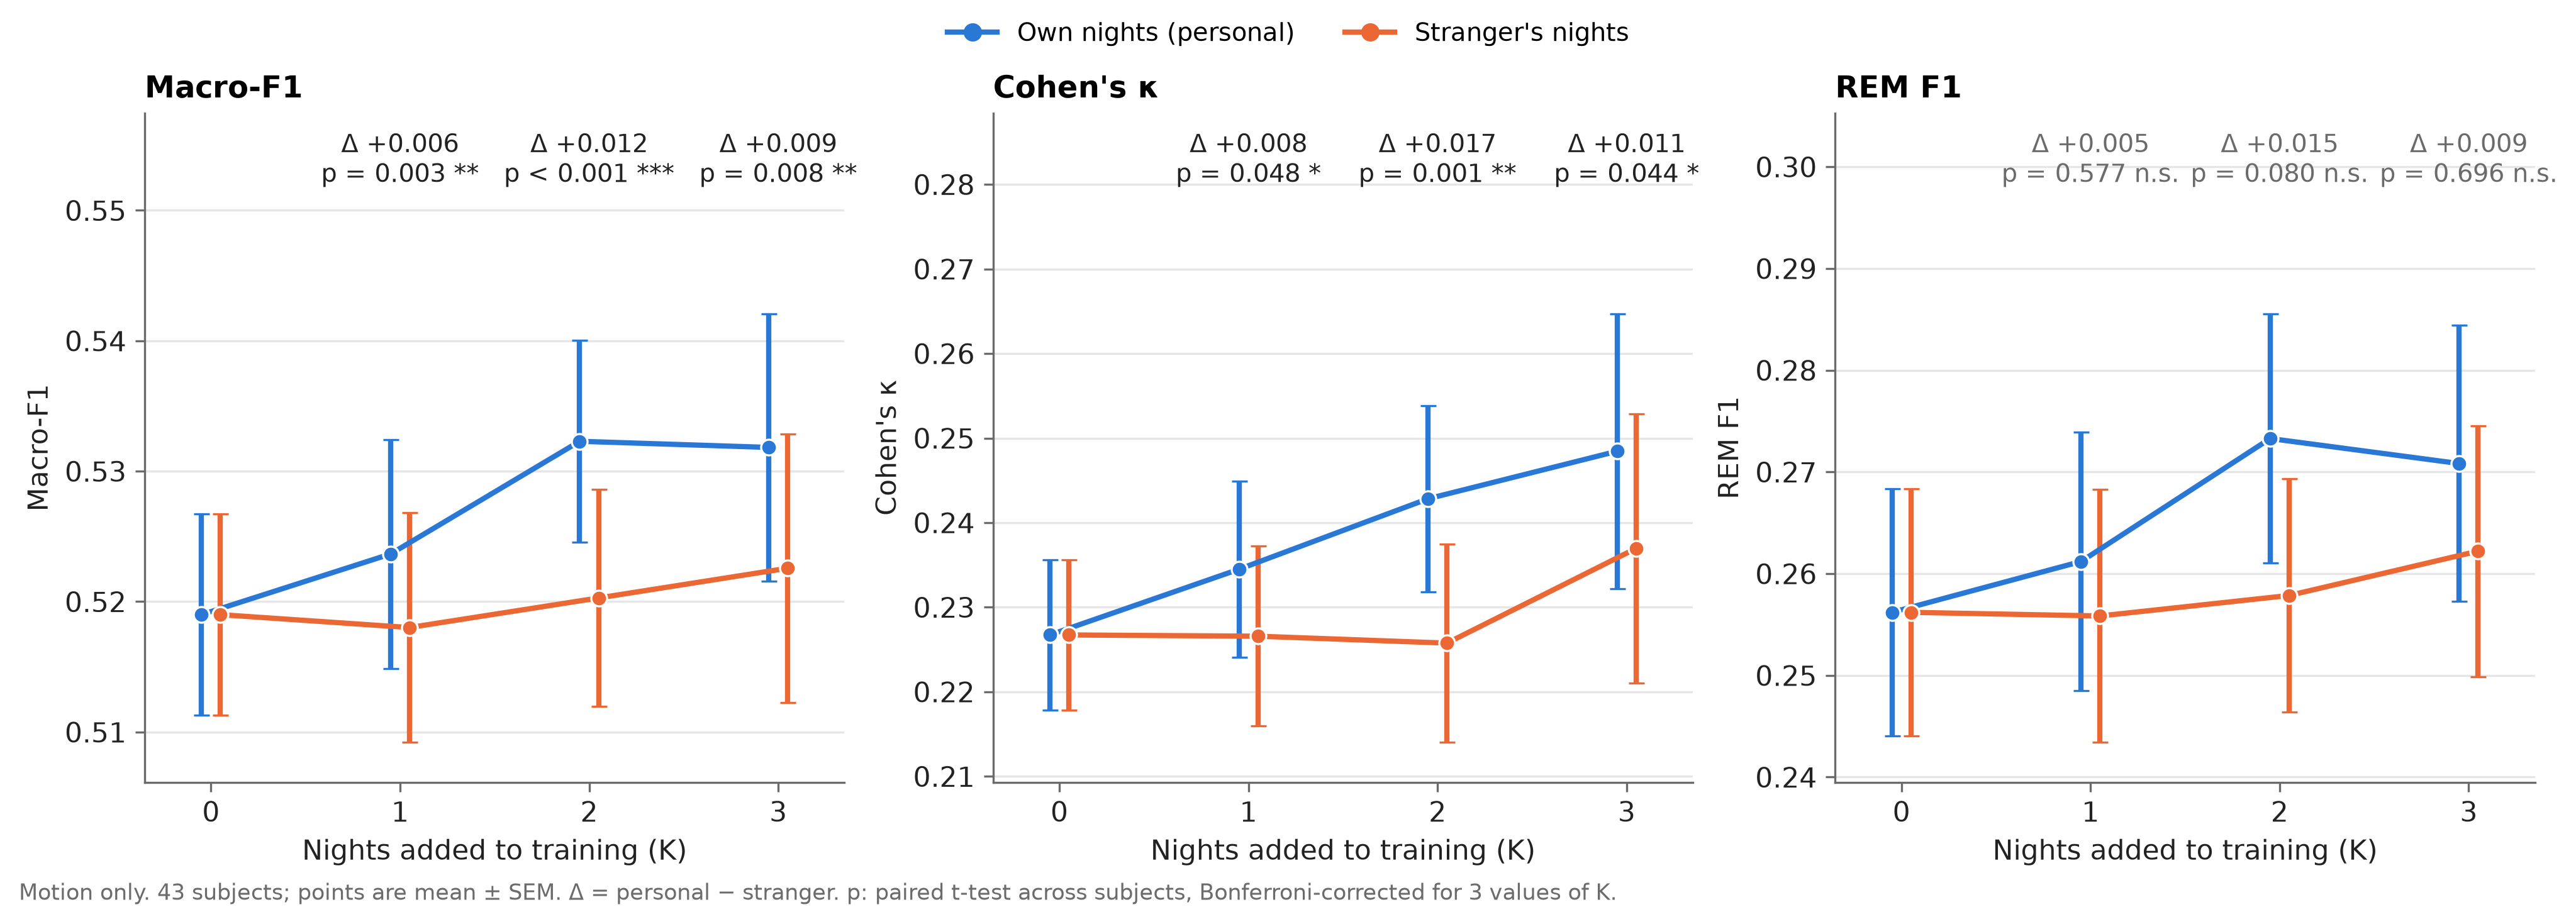 Own nights (personal)
Stranger's nights
Macro-F1
Δ +0.006
p = 0.003 **
Δ +0.012
p < 0.001 ***
Δ +0.009
p = 0.008 **
0.55
0.54
0.53
0.52
0.51
Macro-F1
0
1
2
3
Nights added to training (K)
Cohen's κ
Δ +0.008
p = 0.048 *
Δ +0.017
p = 0.001 **
Δ +0.011
p = 0.044 *
0.28
0.27
0.26
0.25
0.24
0.23
0.22
0.21
Cohen's κ
0
1
2
3
Nights added to training (K)
REM F1
Δ +0.005
p = 0.577 n.s.
Δ +0.015
p = 0.080 n.s.
Δ +0.009
p = 0.696 n.s.
0.30
0.29
0.28
0.27
0.26
0.25
0.24
REM F1
0
1
2
3
Nights added to training (K)
Motion only. 43 subjects; points are mean ± SEM. Δ = personal − stranger. p: paired t-test across subjects, Bonferroni-corrected for 3 values of K.